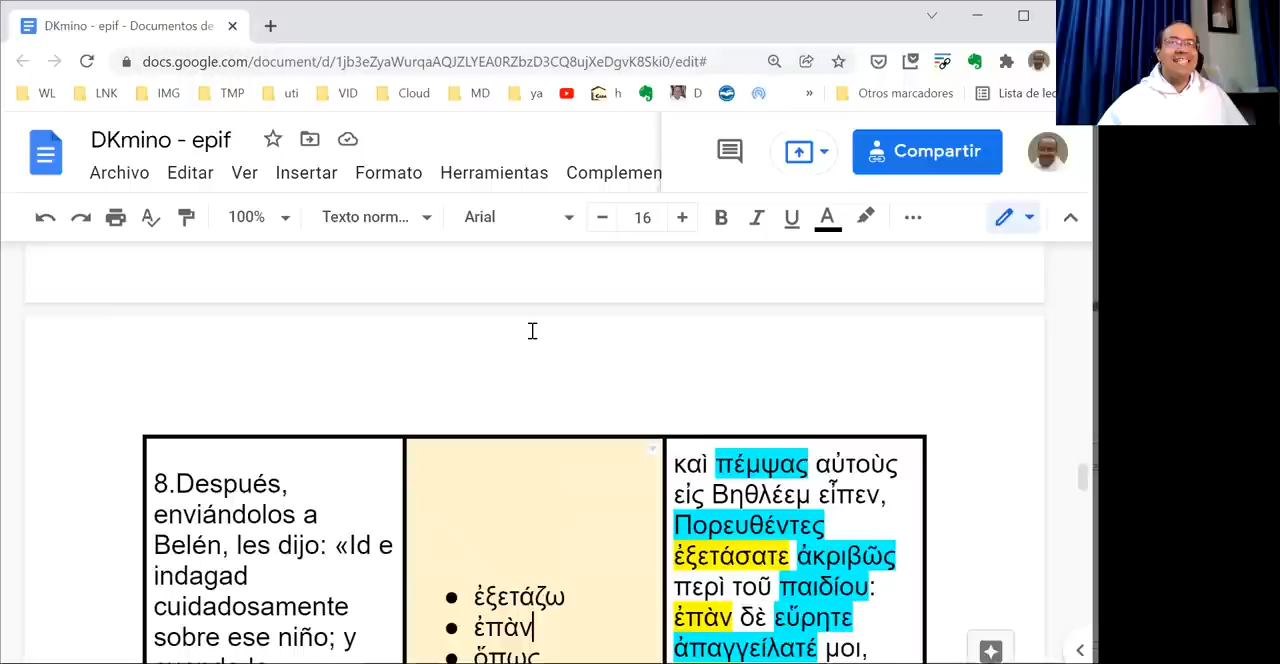 DKmino - epif - Documentos de
docs.google.com/document/d/1jb3eZyaWurqaAQJZLYEA0RZbzD3CQ8ujXeDgvK8Ski0/edit#
WL LNK IMG TMP uti VID Cloud MD ya h D » Otros marcadores Lista de lec
DKmino - epif
Compartir
Archivo Editar Ver Insertar Formato Herramientas Complemen
100% Texto norm... Arial − 16 + B I U A
8.Después,
enviándolos a
Belén, les dijo: «Id e
indagad
cuidadosamente
sobre ese niño; y
ἐξετάζω
ἐπὰν
ὅπως
καὶ πέμψας αὐτοὺς
εἰς Βηθλέεμ εἶπεν,
Πορευθέντες
ἐξετάσατε ἀκριβῶς
περὶ τοῦ παιδίου:
ἐπὰν δὲ εὕρητε
ἀπαγγείλατέ μοι,